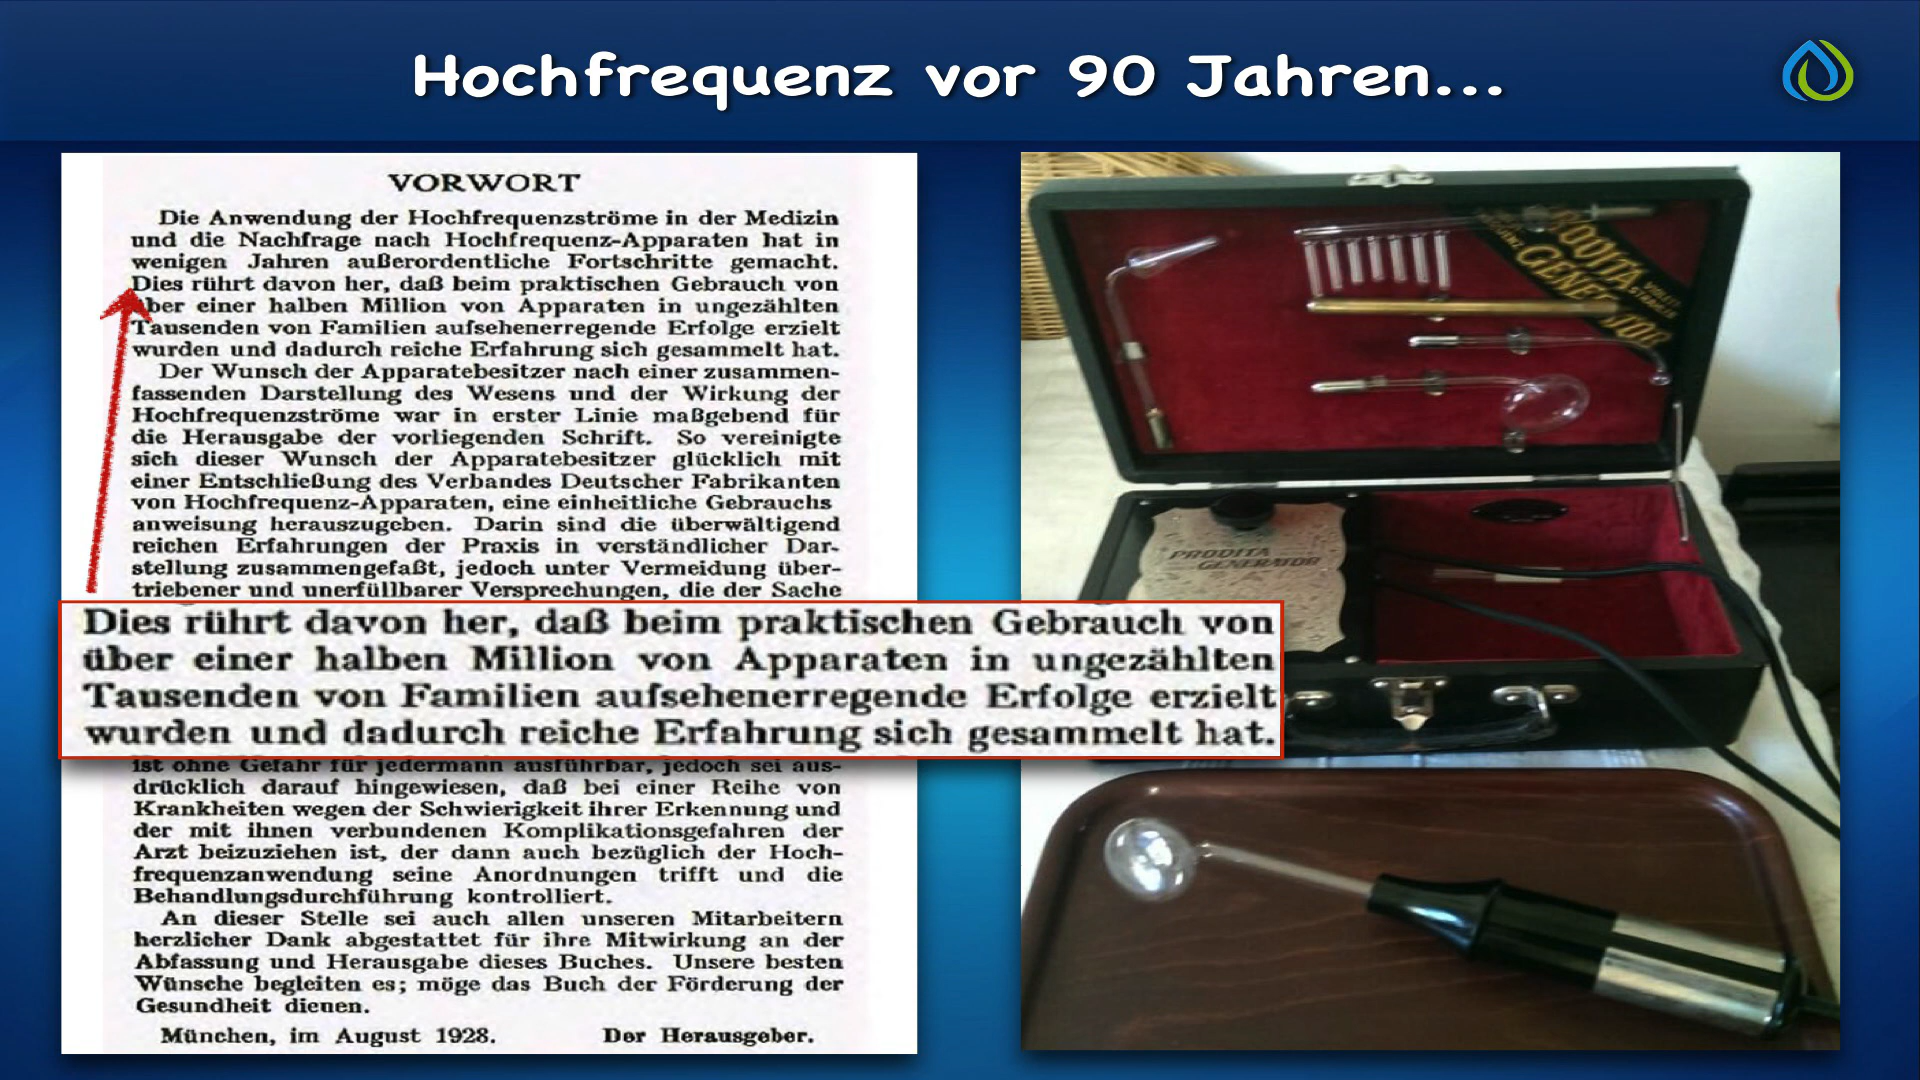 Hochfrequenz vor 90 Jahren...
VORWORT
Die Anwendung der Hochfrequenzströme in der Medizin
und die Nachfrage nach Hochfrequenz-Apparaten hat in
wenigen Jahren außerordentliche Fortschritte gemacht.
Dies rührt davon her, daß beim praktischen Gebrauch von
über einer halben Million von Apparaten in ungezählten
Tausenden von Familien aufsehenerregende Erfolge erzielt
wurden und dadurch reiche Erfahrung sich gesammelt hat.
Der Wunsch der Apparatebesitzer nach einer zusammen-
fassenden Darstellung des Wesens und der Wirkung der
Hochfrequenzströme war in erster Linie maßgebend für
die Herausgabe der vorliegenden Schrift. So vereinigte
sich dieser Wunsch der Apparatebesitzer glücklich mit
einer Entschließung des Verbandes Deutscher Fabrikanten
von Hochfrequenz-Apparaten, eine einheitliche Gebrauchs
anweisung herauszugeben. Darin sind die überwältigend
reichen Erfahrungen der Praxis in verständlicher Dar-
stellung zusammengefaßt, jedoch unter Vermeidung über-
triebener und unerfüllbarer Versprechungen, die der Sache
Dies rührt davon her, daß beim praktischen Gebrauch von
über einer halben Million von Apparaten in ungezählten
Tausenden von Familien aufsehenerregende Erfolge erzielt
wurden und dadurch reiche Erfahrung sich gesammelt hat.
ist ohne Gefahr für jedermann ausführbar, jedoch sei aus-
drücklich darauf hingewiesen, daß bei einer Reihe von
Krankheiten wegen der Schwierigkeit ihrer Erkennung und
der mit ihnen verbundenen Komplikationsgefahren der
Arzt beizuziehen ist, der dann auch bezüglich der Hoch-
frequenzanwendung seine Anordnungen trifft und die
Behandlungsdurchführung kontrolliert.
An dieser Stelle sei auch allen unseren Mitarbeitern
herzlicher Dank abgestattet für ihre Mitwirkung an der
Abfassung und Herausgabe dieses Buches. Unsere besten
Wünsche begleiten es; möge das Buch der Förderung der
Gesundheit dienen.
München, im August 1928. Der Herausgeber.
PRODITA
GENERATOR
PRODITA
GENERATOR